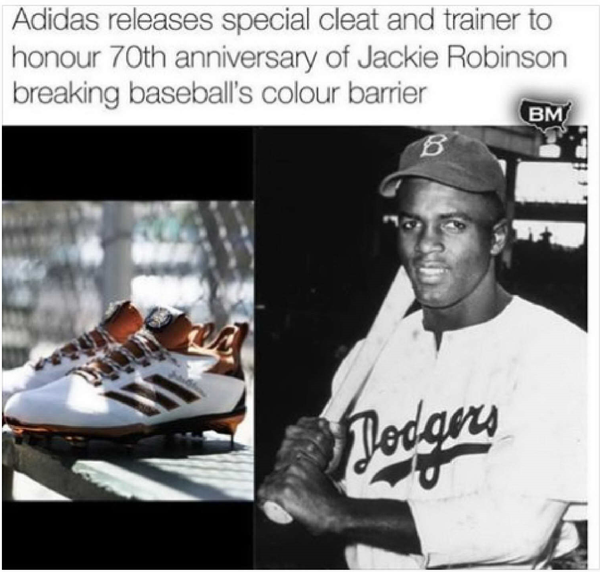 Adidas releases special cleat and trainer to
honour 70th anniversary of Jackie Robinson
breaking baseball's colour barrier
BM
B
Dodgers